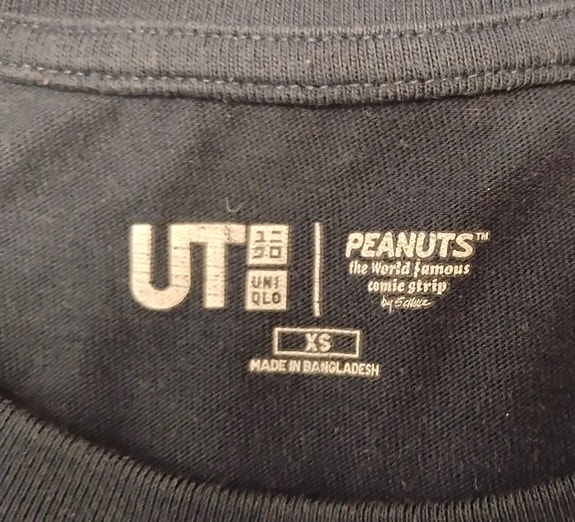 UT
ユニ
クロ
UNI
QLO
PEANUTS™
the World famous
comic strip
by Schulz
XS
MADE IN BANGLADESH